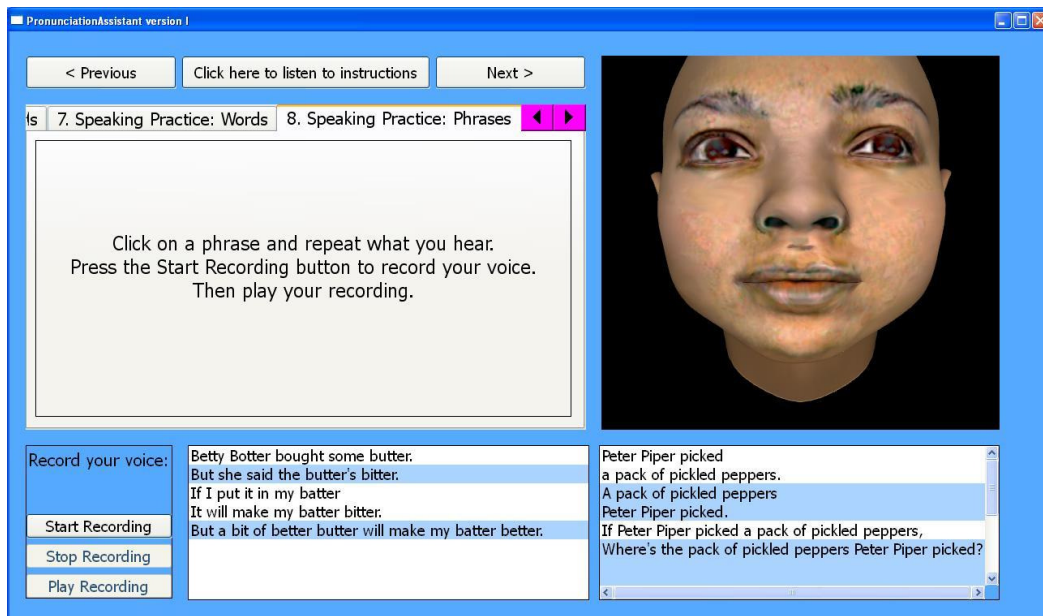 PronunciationAssistant version I
< Previous
Click here to listen to instructions
Next >
7. Speaking Practice: Words
8. Speaking Practice: Phrases
Click on a phrase and repeat what you hear.
Press the Start Recording button to record your voice.
Then play your recording.
Record your voice:
Start Recording
Stop Recording
Play Recording
Betty Botter bought some butter.
But she said the butter's bitter.
If I put it in my batter
It will make my batter bitter.
But a bit of better butter will make my batter better.
Peter Piper picked
a pack of pickled peppers.
A pack of pickled peppers
Peter Piper picked.
If Peter Piper picked a pack of pickled peppers,
Where's the pack of pickled peppers Peter Piper picked?